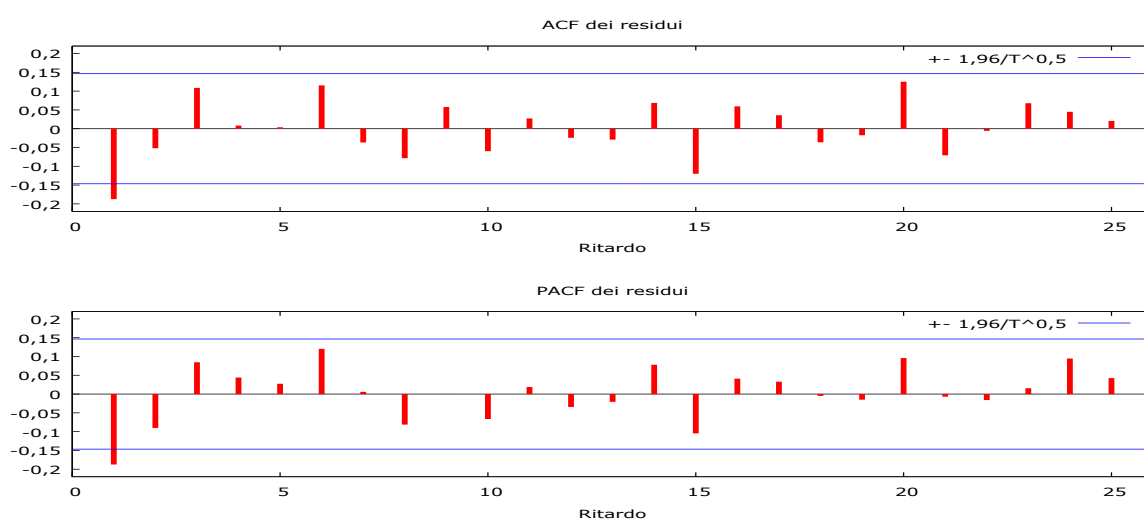 ACF dei residui
+- 1,96/T^0,5
0,2
0,15
0,1
0,05
0
-0,05
-0,1
-0,15
-0,2
0 5 10 15 20 25
Ritardo
PACF dei residui
+- 1,96/T^0,5
0,2
0,15
0,1
0,05
0
-0,05
-0,1
-0,15
-0,2
0 5 10 15 20 25
Ritardo